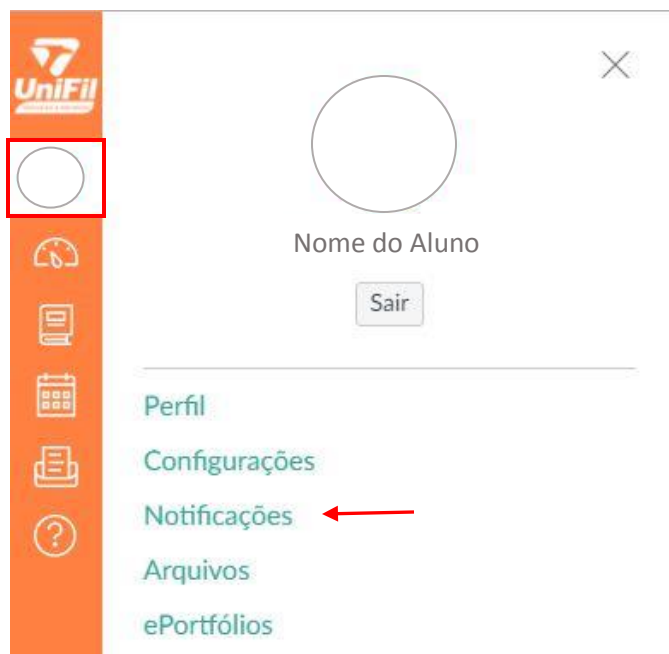 UniFil
Nome do Aluno
Sair
Perfil
Configurações
Notificações
Arquivos
ePortfólios